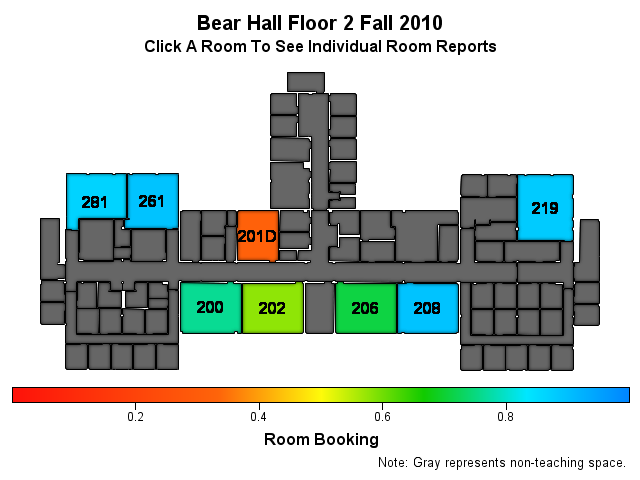 Bear Hall Floor 2 Fall 2010
Click A Room To See Individual Room Reports
281
261
219
201D
200
202
206
208
0.2
0.4
0.6
0.8
Room Booking
Note: Gray represents non-teaching space.